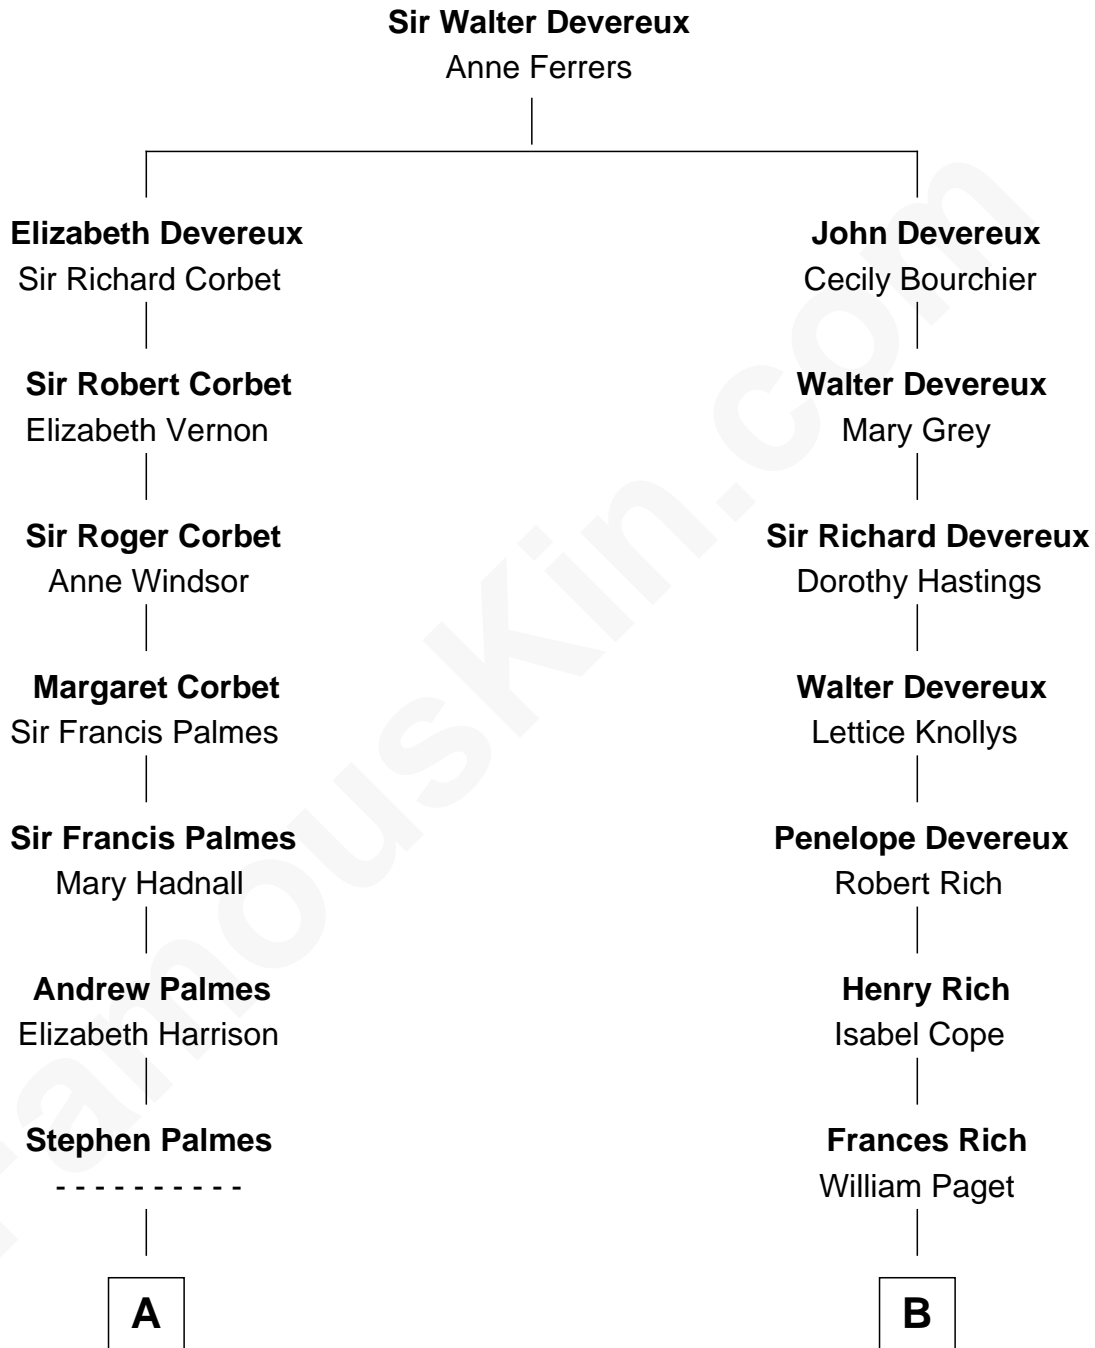 Sir Walter Devereux
Anne Ferrers
Elizabeth Devereux
Sir Richard Corbet
John Devereux
Cecily Bourchier
Sir Robert Corbet
Elizabeth Vernon
Walter Devereux
Mary Grey
Sir Roger Corbet
Anne Windsor
Sir Richard Devereux
Dorothy Hastings
Margaret Corbet
Sir Francis Palmes
Walter Devereux
Lettice Knollys
Sir Francis Palmes
Mary Hadnall
Penelope Devereux
Robert Rich
Andrew Palmes
Elizabeth Harrison
Henry Rich
Isabel Cope
Stephen Palmes
- - - - - - - - - -
Frances Rich
William Paget
A
B
FamousKin.com